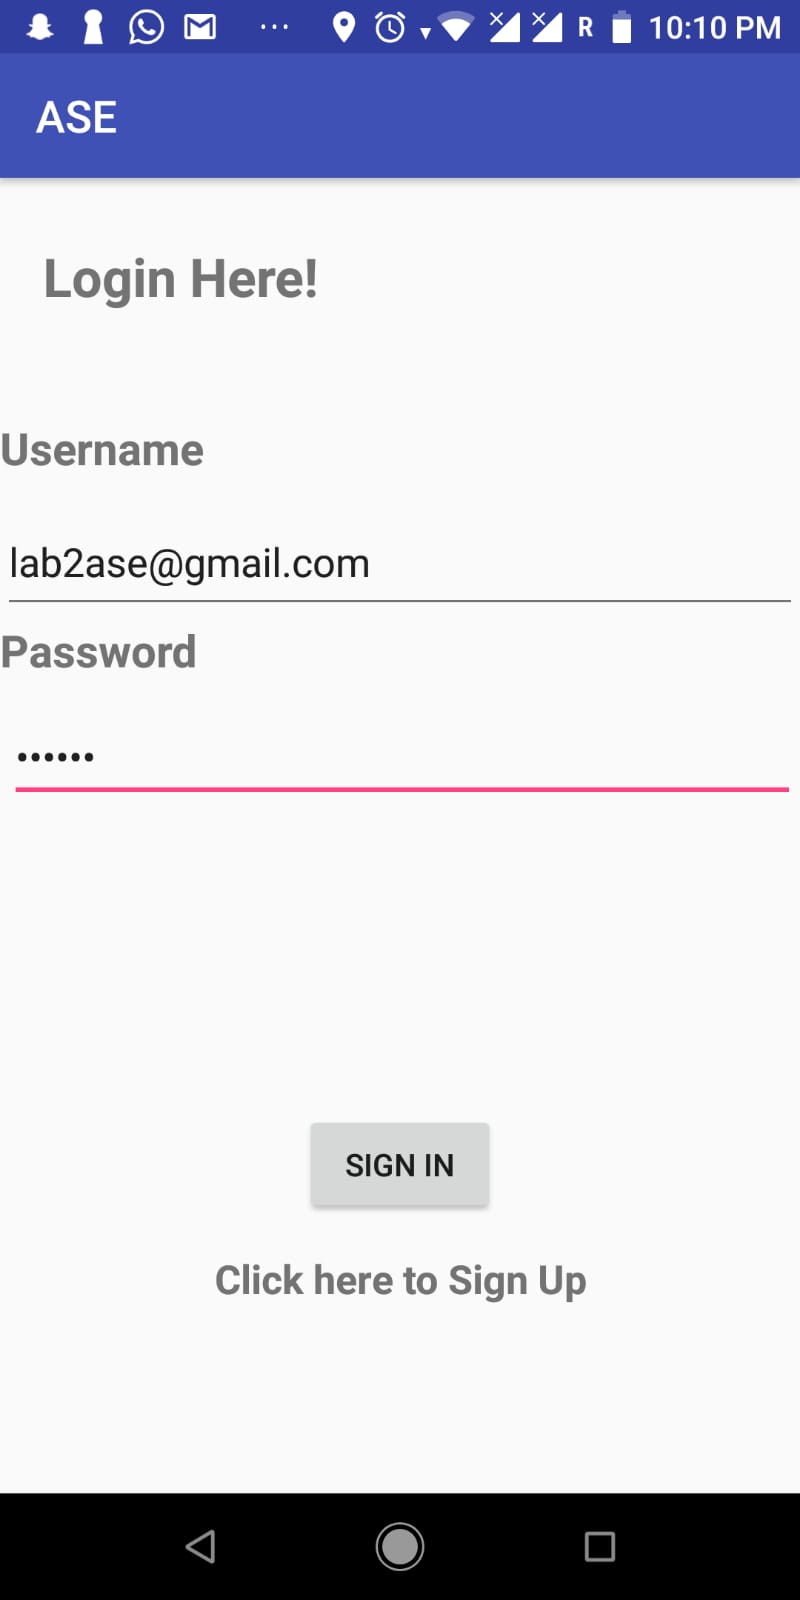 R 10:10 PM
ASE
Login Here!
Username
lab2ase@gmail.com
Password
••••••
SIGN IN
Click here to Sign Up